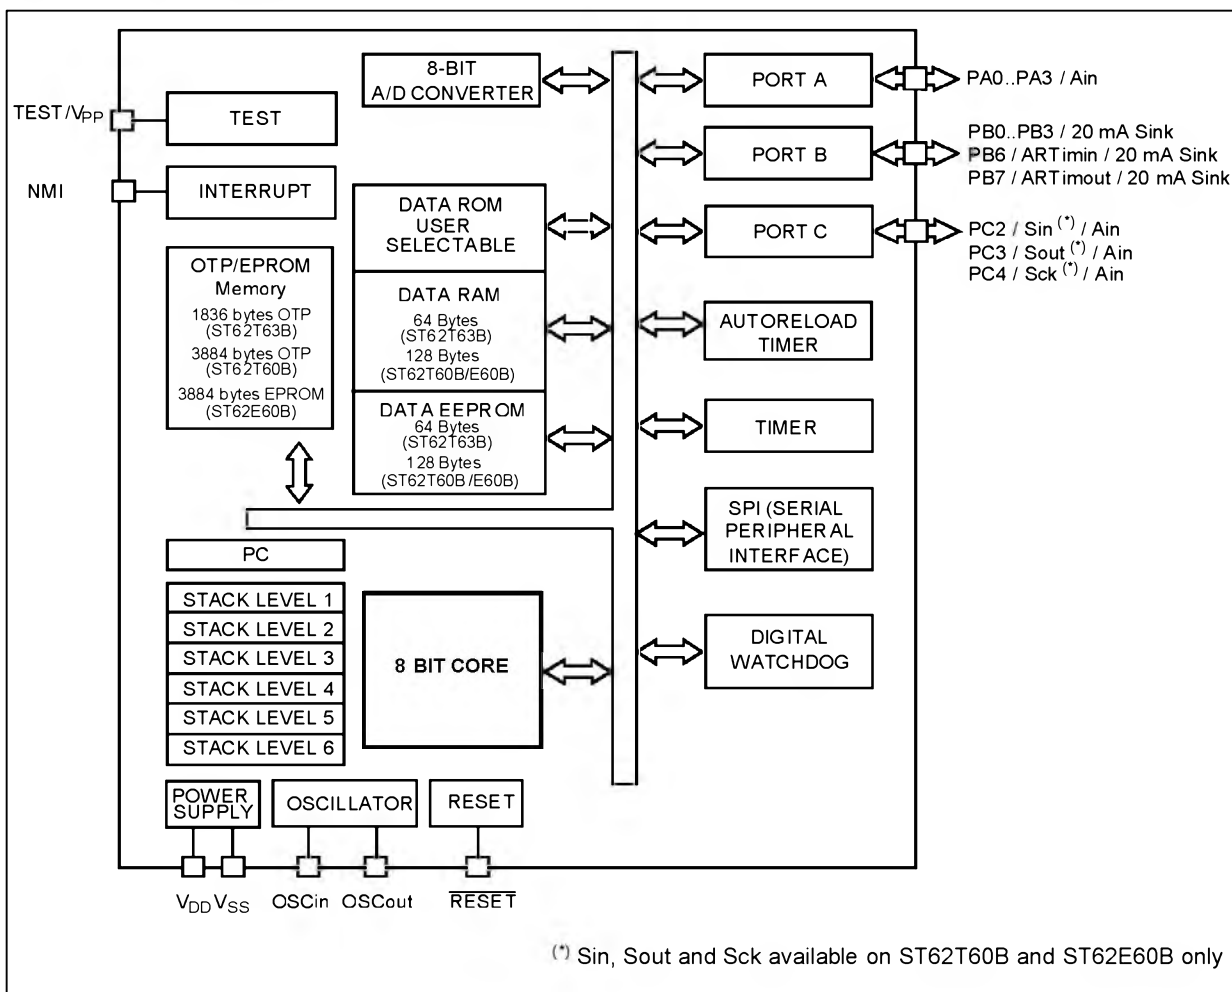 8-BIT
A/D CONVERTER
PORT A
PA0..PA3 / Ain
TEST/VPP
TEST
PORT B
PB0..PB3 / 20 mA Sink
PB6 / ARTimin / 20 mA Sink
PB7 / ARTimout / 20 mA Sink
NMI
INTERRUPT
DATA ROM
USER
SELECTABLE
PORT C
PC2 / Sin (*) / Ain
PC3 / Sout (*) / Ain
PC4 / Sck (*) / Ain
OTP/EPROM
Memory
1836 bytes OTP
(ST62T63B)
3884 bytes OTP
(ST62T60B)
3884 bytes EPROM
(ST62E60B)
DATA RAM
64 Bytes
(ST62T63B)
128 Bytes
(ST62T60B/E60B)
AUTORELOAD
TIMER
DATA EEPROM
64 Bytes
(ST62T63B)
128 Bytes
(ST62T60B/E60B)
TIMER
SPI (SERIAL
PERIPHERAL
INTERFACE)
PC
STACK LEVEL 1
STACK LEVEL 2
STACK LEVEL 3
STACK LEVEL 4
STACK LEVEL 5
STACK LEVEL 6
8 BIT CORE
DIGITAL
WATCHDOG
POWER
SUPPLY
OSCILLATOR
RESET
VDD VSS
OSCin
OSCout
RESET
(*) Sin, Sout and Sck available on ST62T60B and ST62E60B only